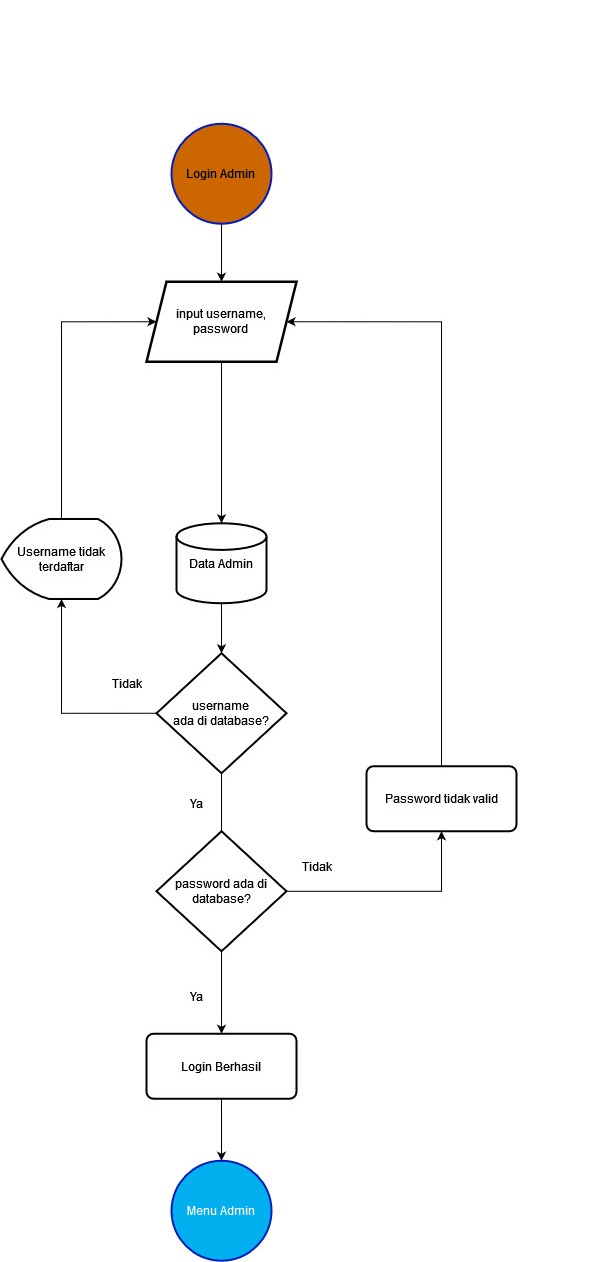 Login Admin
input username,
password
Username tidak
terdaftar
Data Admin
Tidak
username
ada di database?
Ya
Password tidak valid
Tidak
password ada di
database?
Ya
Login Berhasil
Menu Admin